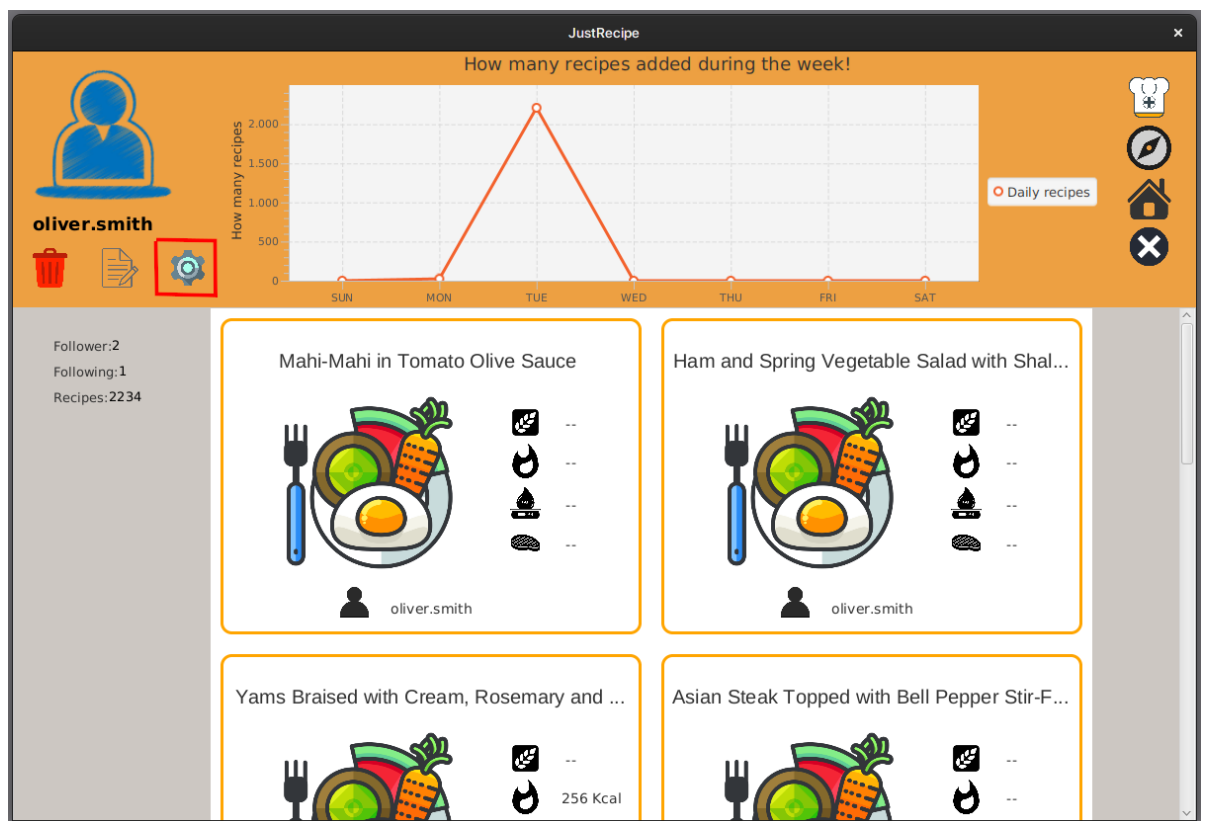 JustRecipe
×
How many recipes added during the week!
oliver.smith
How many recipes
2.000
1.500
1.000
500
0
SUN MON TUE WED THU FRI SAT
Daily recipes
Follower:2
Following:1
Recipes:2234
Mahi-Mahi in Tomato Olive Sauce
--
--
--
--
oliver.smith
Ham and Spring Vegetable Salad with Shal...
--
--
--
--
oliver.smith
Yams Braised with Cream, Rosemary and ...
--
256 Kcal
Asian Steak Topped with Bell Pepper Stir-F...
--
--